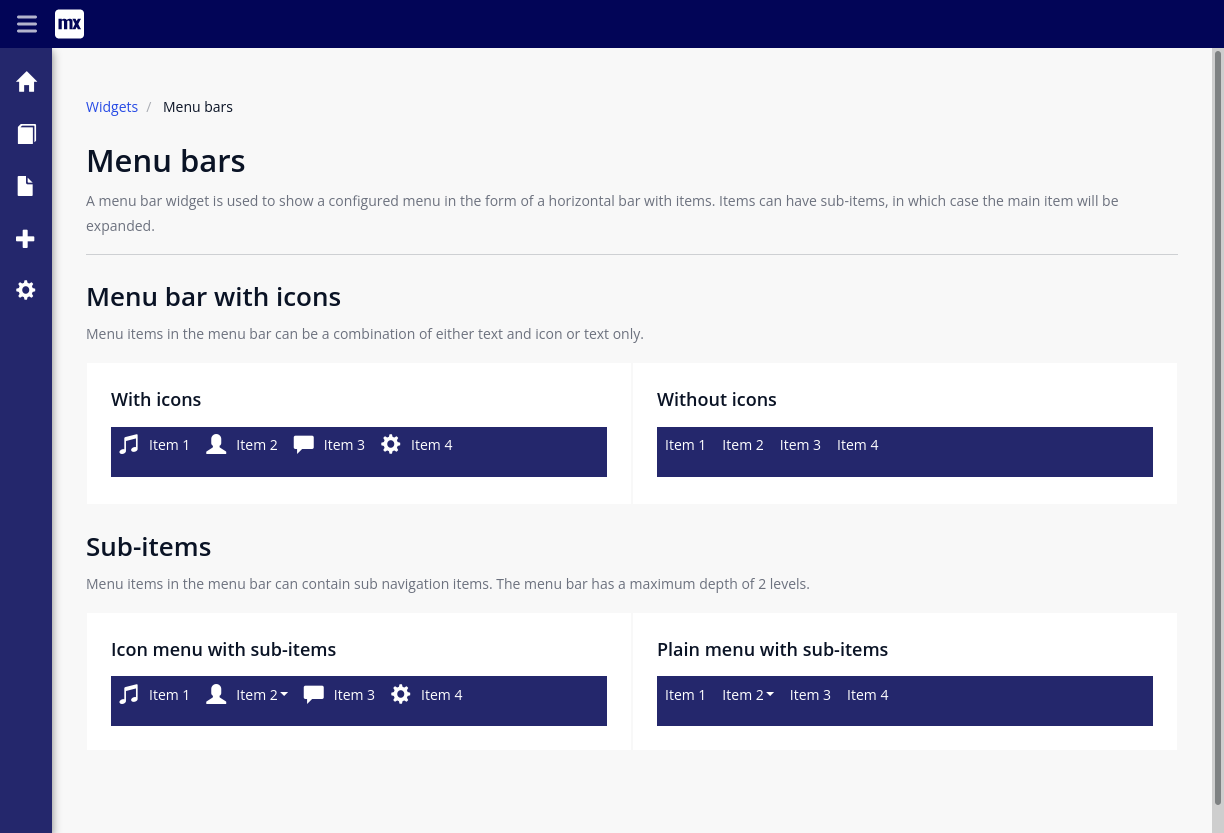 mx
Widgets / Menu bars
Menu bars
A menu bar widget is used to show a configured menu in the form of a horizontal bar with items. Items can have sub-items, in which case the main item will be
expanded.
Menu bar with icons
Menu items in the menu bar can be a combination of either text and icon or text only.
With icons
Item 1 Item 2 Item 3 Item 4
Without icons
Item 1 Item 2 Item 3 Item 4
Sub-items
Menu items in the menu bar can contain sub navigation items. The menu bar has a maximum depth of 2 levels.
Icon menu with sub-items
Item 1 Item 2 Item 3 Item 4
Plain menu with sub-items
Item 1 Item 2 Item 3 Item 4